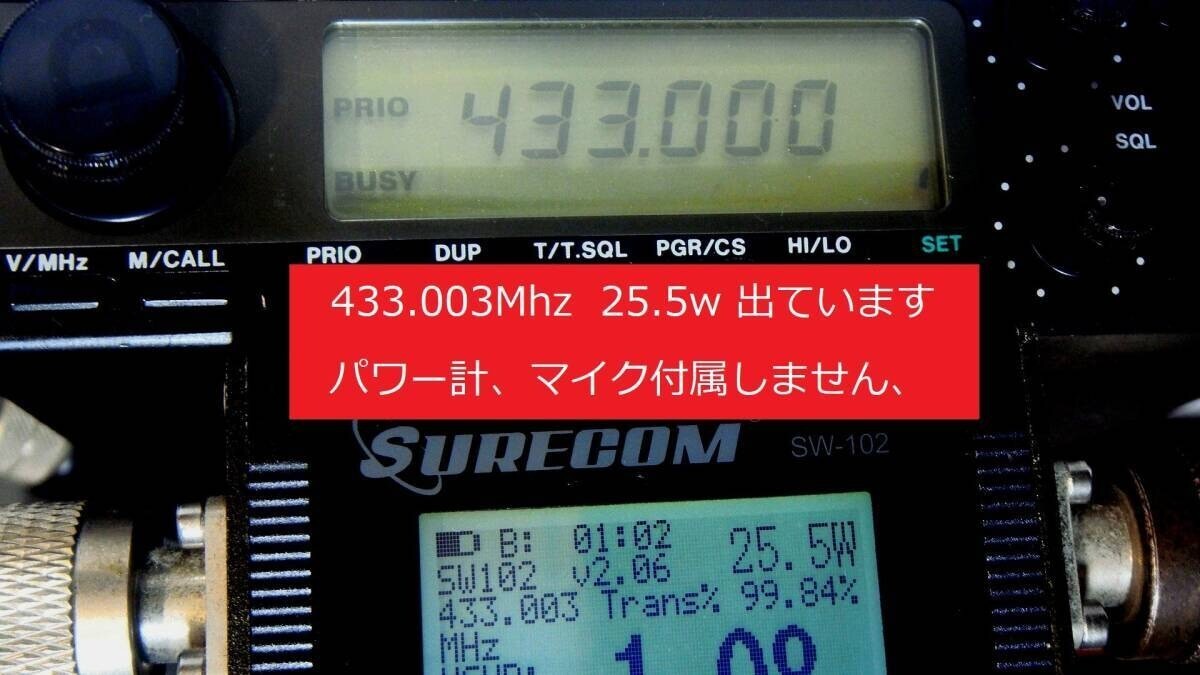 433.000
PRIO
BUSY
VOL
SQL
V/MHz M/CALL PRIO DUP T/T.SQL PGR/CS HI/LO SET
433.003Mhz 25.5w 出ています
パワー計、マイク付属しません、
SURECOM
SW-102
B: 01:02 25.5W
SW102 v2.06
433.003 Trans% 99.84%
MHz